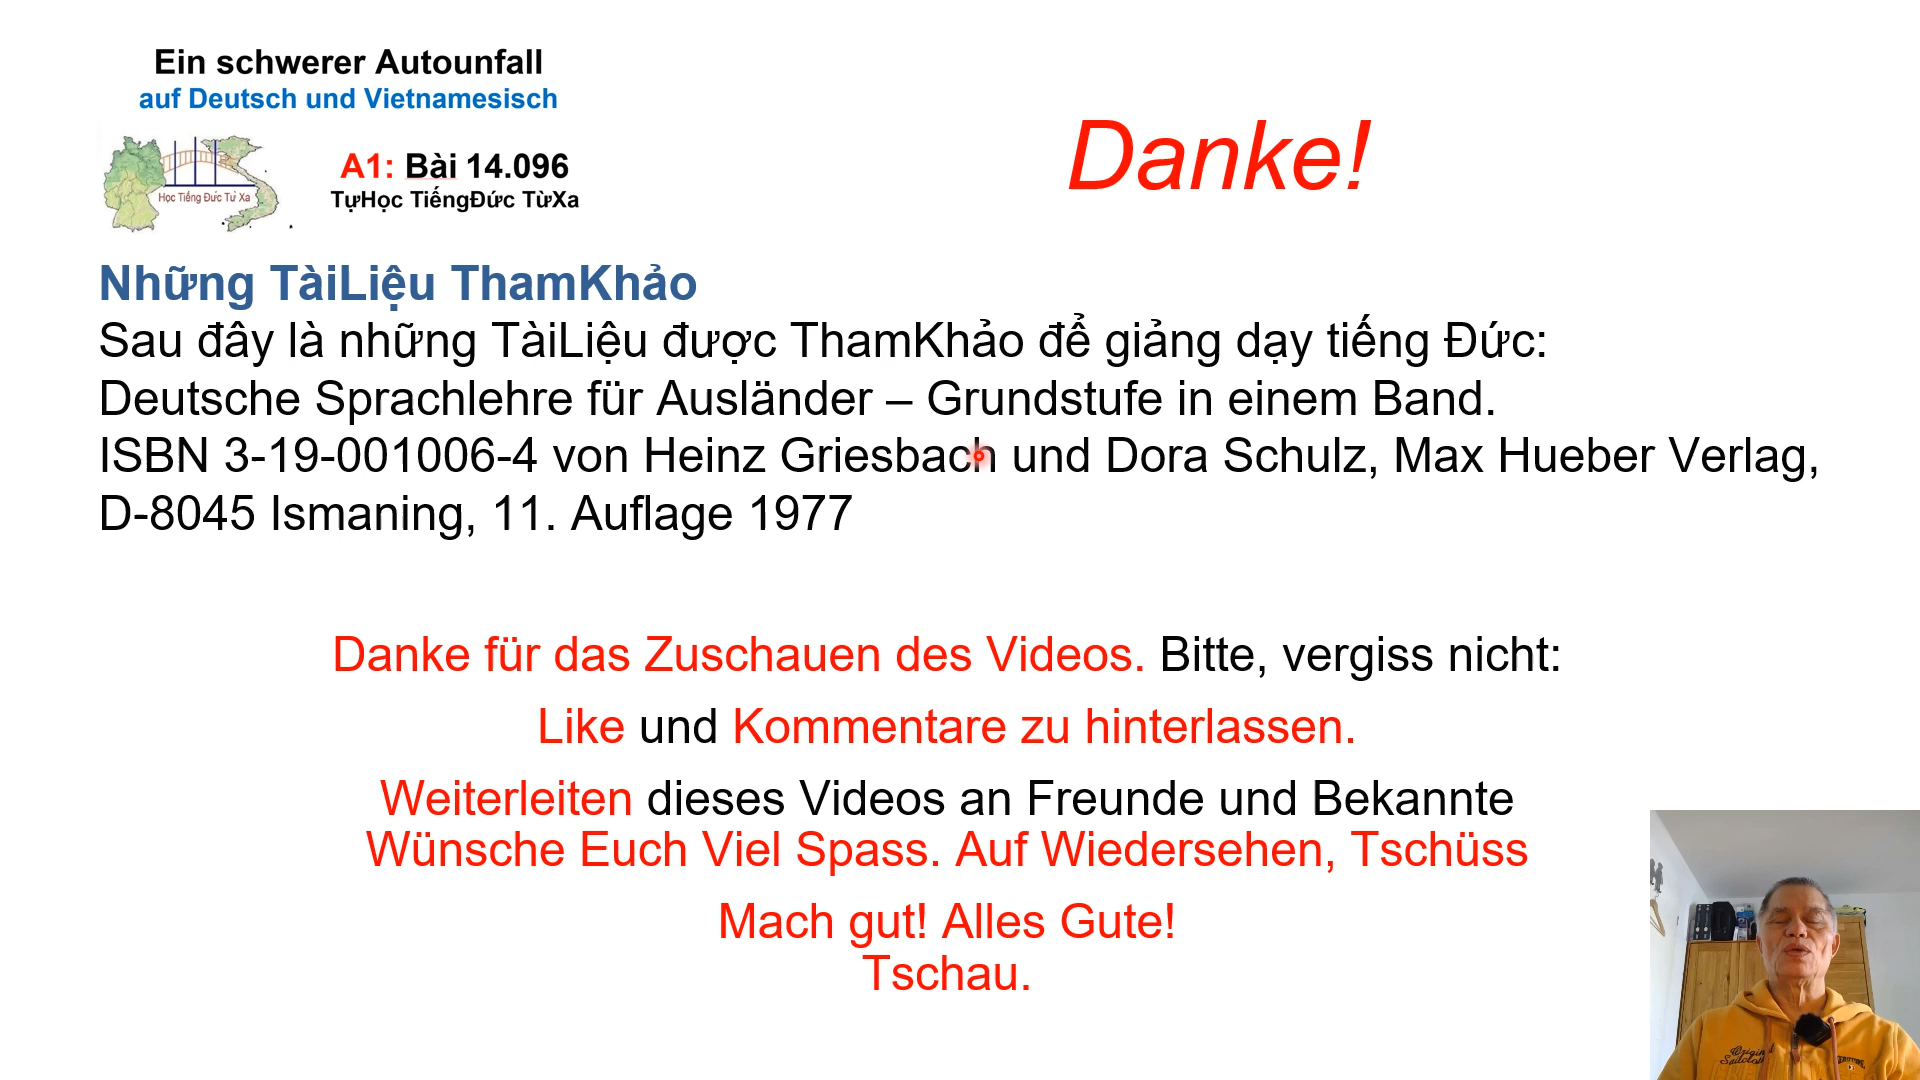 Ein schwerer Autounfall
auf Deutsch und Vietnamesisch
Học Tiếng Đức Từ Xa
A1: Bài 14.096
TựHọc TiếngĐức TừXa
Danke!
Những TàiLiệu ThamKhảo
Sau đây là những TàiLiệu được ThamKhảo để giảng dạy tiếng Đức:
Deutsche Sprachlehre für Ausländer – Grundstufe in einem Band.
ISBN 3-19-001006-4 von Heinz Griesbach und Dora Schulz, Max Hueber Verlag,
D-8045 Ismaning, 11. Auflage 1977
Danke für das Zuschauen des Videos. Bitte, vergiss nicht:
Like und Kommentare zu hinterlassen.
Weiterleiten dieses Videos an Freunde und Bekannte
Wünsche Euch Viel Spass. Auf Wiedersehen, Tschüss
Mach gut! Alles Gute!
Tschau.
Original